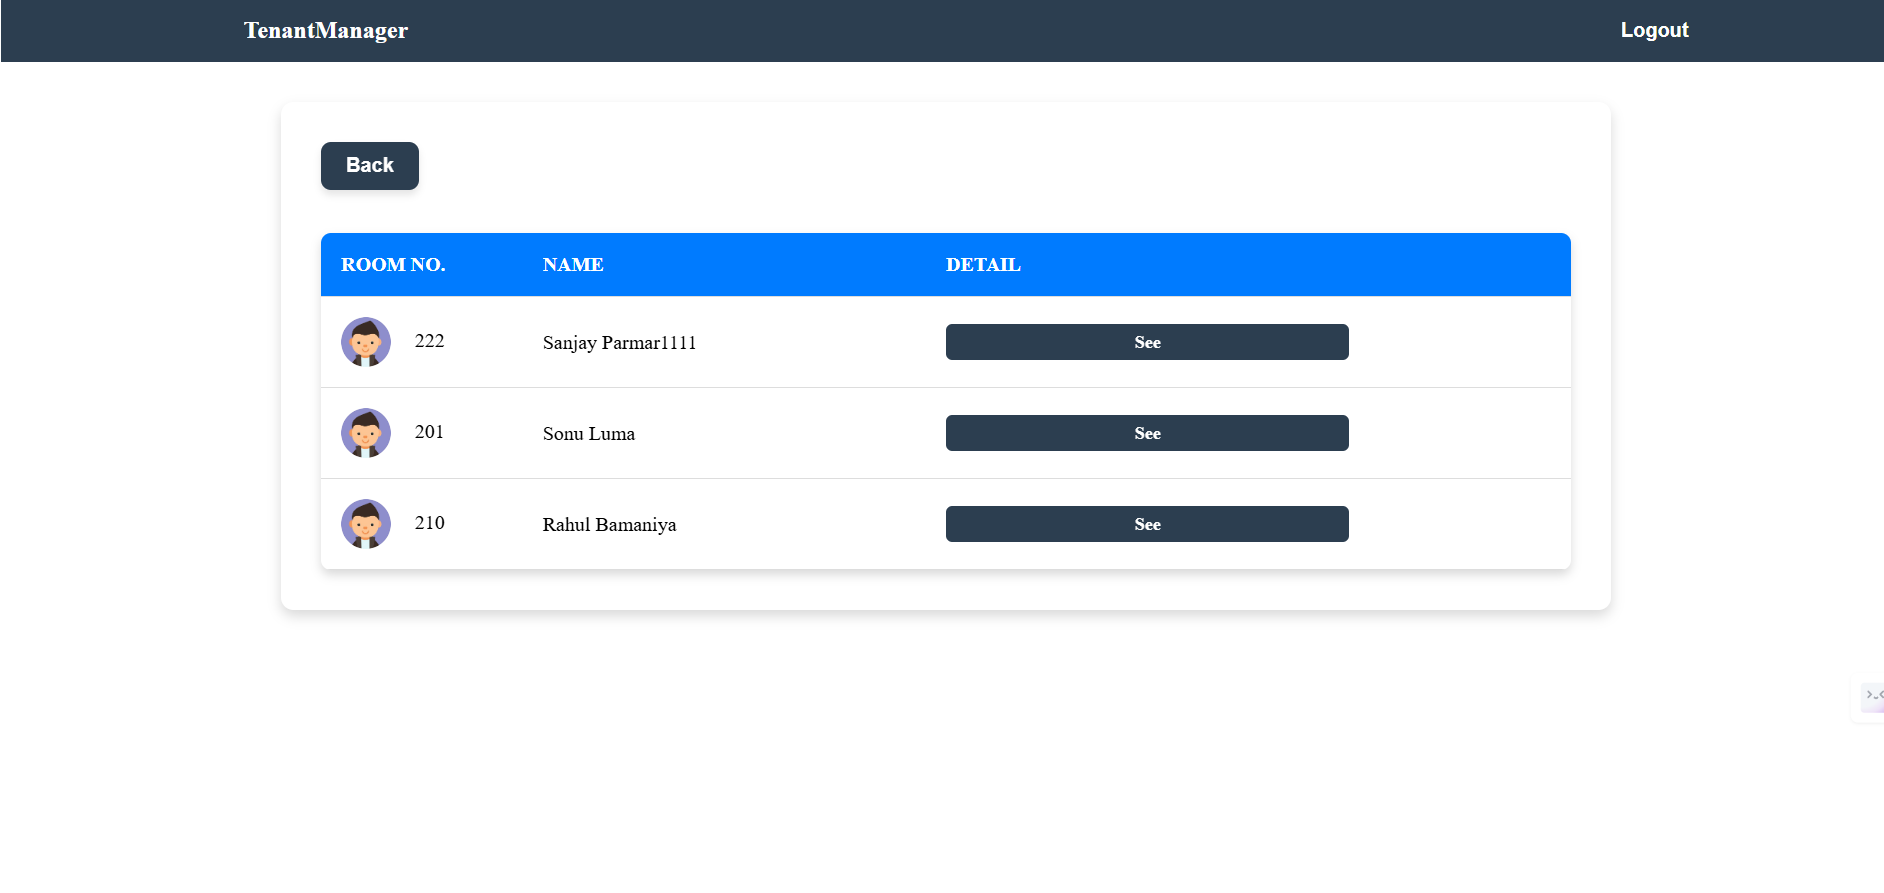 TenantManager Logout
Back
ROOM NO. NAME DETAIL
222 Sanjay Parmar1111 See
201 Sonu Luma See
210 Rahul Bamaniya See